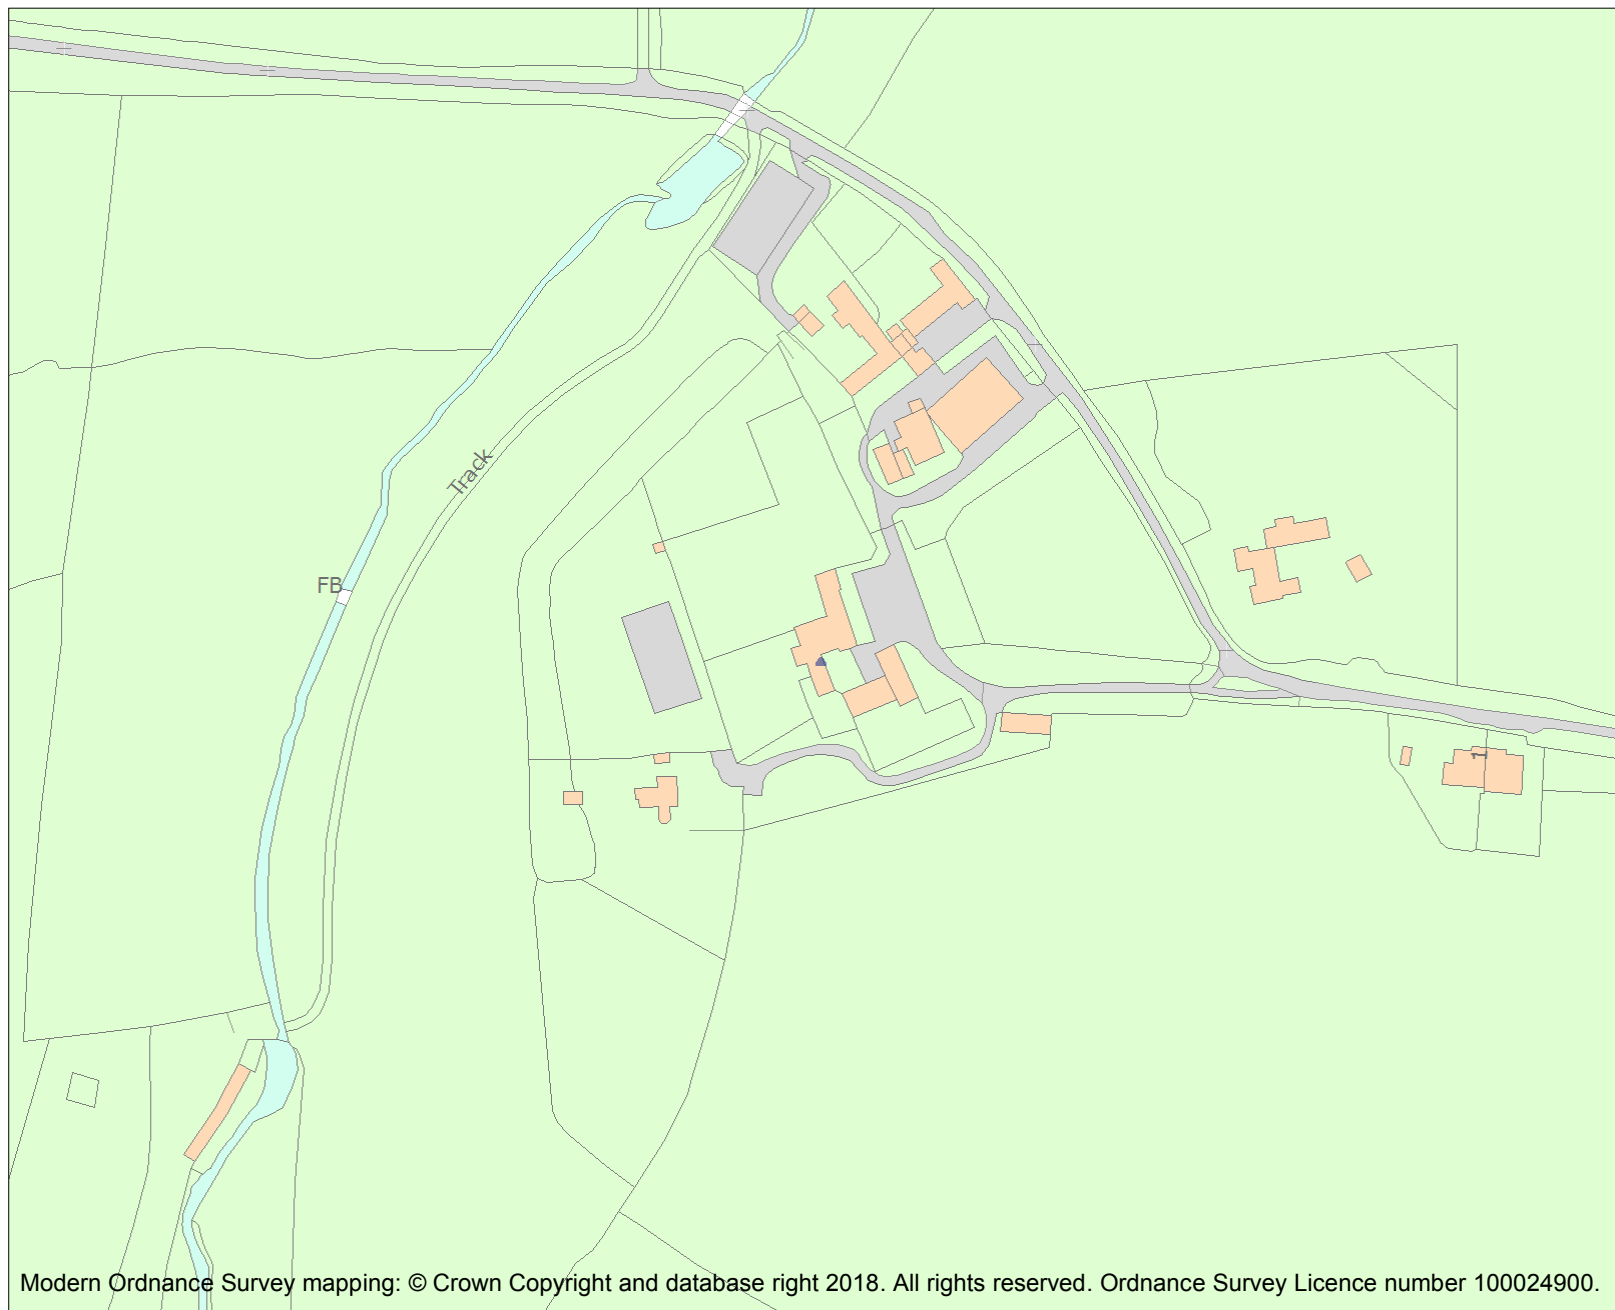 Track
FB
1
Modern Ordnance Survey mapping: © Crown Copyright and database right 2018. All rights reserved. Ordnance Survey Licence number 100024900.